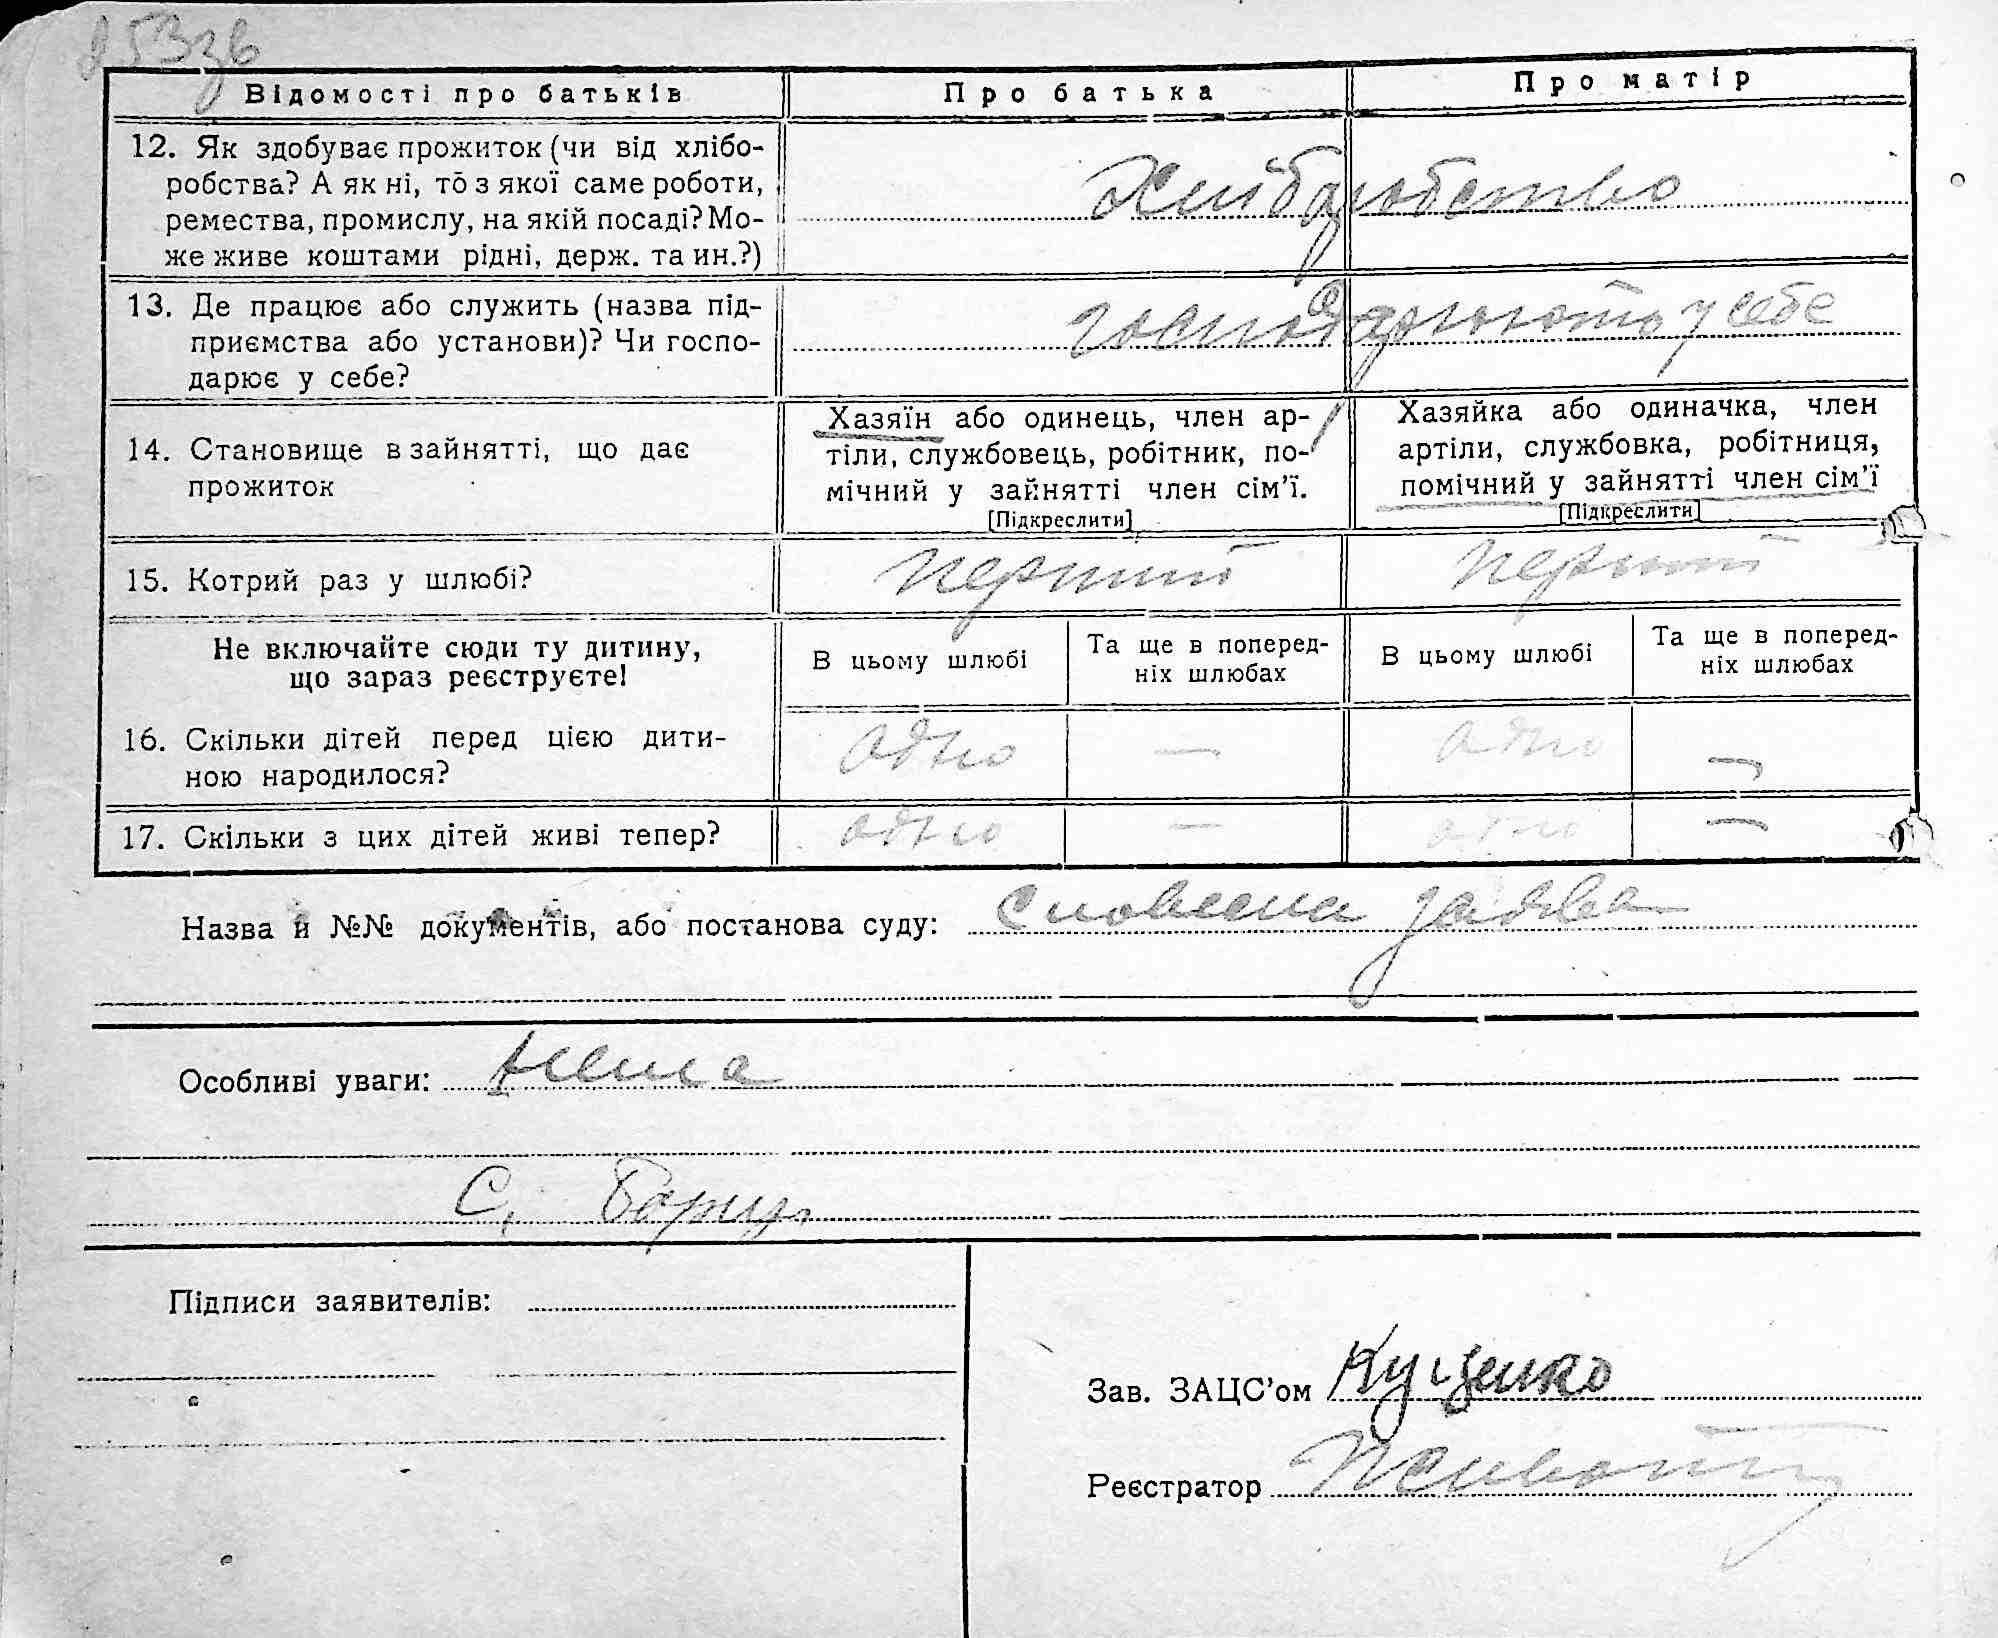 253зв
Відомості про батьків
Про батька
Про матір
12. Як здобуває прожиток (чи від хлібо-
робства? А як ні, то з якої саме роботи,
ремества, промислу, на якій посаді? Мо-
же живе коштами рідні, держ. та ин.?)
Хліборобство
13. Де працює або служить (назва під-
приємства або установи)? Чи госпо-
дарює у себе?
господарюють у себе
14. Становище в зайнятті, що дає
прожиток
Хазяїн або одинець, член ар-
тіли, службовець, робітник, по-
мічний у зайнятті член сім'ї.
[Підкреслити]
Хазяйка або одиначка, член
артіли, службовка, робітниця,
помічний у зайнятті член сім'ї
[Підкреслити]
15. Котрий раз у шлюбі?
перший
перший
Не включайте сюди ту дитину,
що зараз реєструєте!
В цьому шлюбі
Та ще в поперед-
ніх шлюбах
В цьому шлюбі
Та ще в поперед-
ніх шлюбах
16. Скільки дітей перед цією дити-
ною народилося?
одно — одно —
17. Скільки з цих дітей живі тепер?
одно — одно —
Назва й №№ документів, або постанова суду: Словесна заява
Особливі уваги: Нема
С.
Підписи заявителів:
Зав. ЗАЦС'ом Куценко
Реєстратор